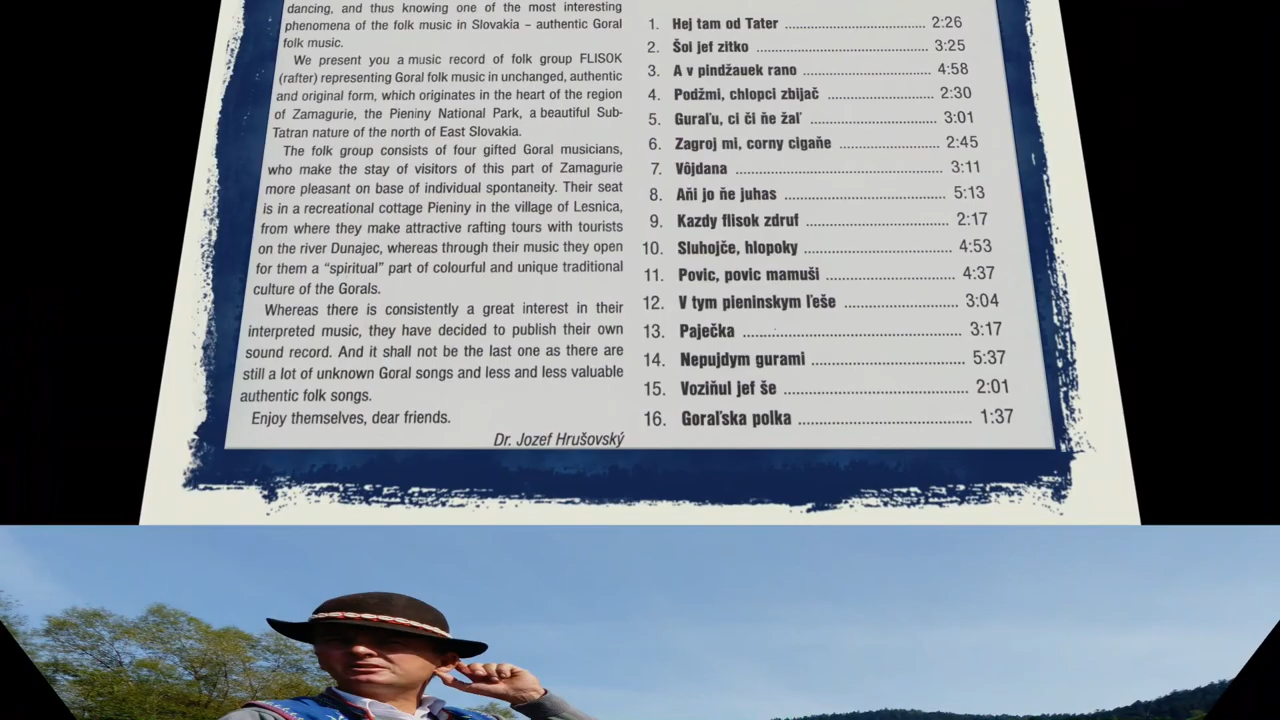 dancing, and thus knowing one of the most interesting
phenomena of the folk music in Slovakia – authentic Goral
folk music.
We present you a music record of folk group FLISOK
(rafter) representing Goral folk music in unchanged, authentic
and original form, which originates in the heart of the region
of Zamagurie, the Pieniny National Park, a beautiful Sub-
Tatran nature of the north of East Slovakia.
The folk group consists of four gifted Goral musicians,
who make the stay of visitors of this part of Zamagurie
more pleasant on base of individual spontaneity. Their seat
is in a recreational cottage Pieniny in the village of Lesnica,
from where they make attractive rafting tours with tourists
on the river Dunajec, whereas through their music they open
for them a “spiritual” part of colourful and unique traditional
culture of the Gorals.
Whereas there is consistently a great interest in their
interpreted music, they have decided to publish their own
sound record. And it shall not be the last one as there are
still a lot of unknown Goral songs and less and less valuable
authentic folk songs.
Enjoy themselves, dear friends.
Dr. Jozef Hrušovský
1. Hej tam od Tater 2:26
2. Šol jef zitko 3:25
3. A v pindžauek rano 4:58
4. Podžmi, chlopci zbijač 2:30
5. Guraľu, ci či ňe žaľ 3:01
6. Zagroj mi, corny cigaňe 2:45
7. Vôjdana 3:11
8. Aňi jo ňe juhas 5:13
9. Kazdy flisok zdruf 2:17
10. Sluhojče, hlopoky 4:53
11. Povic, povic mamuši 4:37
12. V tym pieninskym ľeše 3:04
13. Paječka 3:17
14. Nepujdym gurami 5:37
15. Voziňul jef še 2:01
16. Goraľska polka 1:37